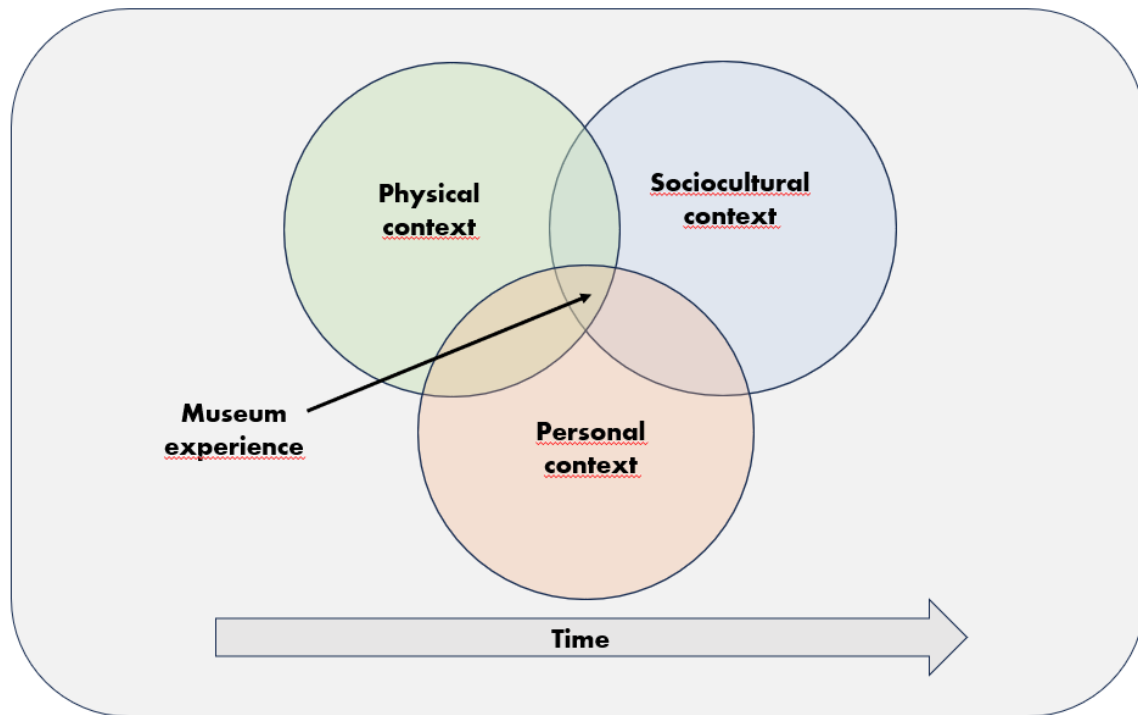 Physical
context
Sociocultural
context
Museum
experience
Personal
context
Time